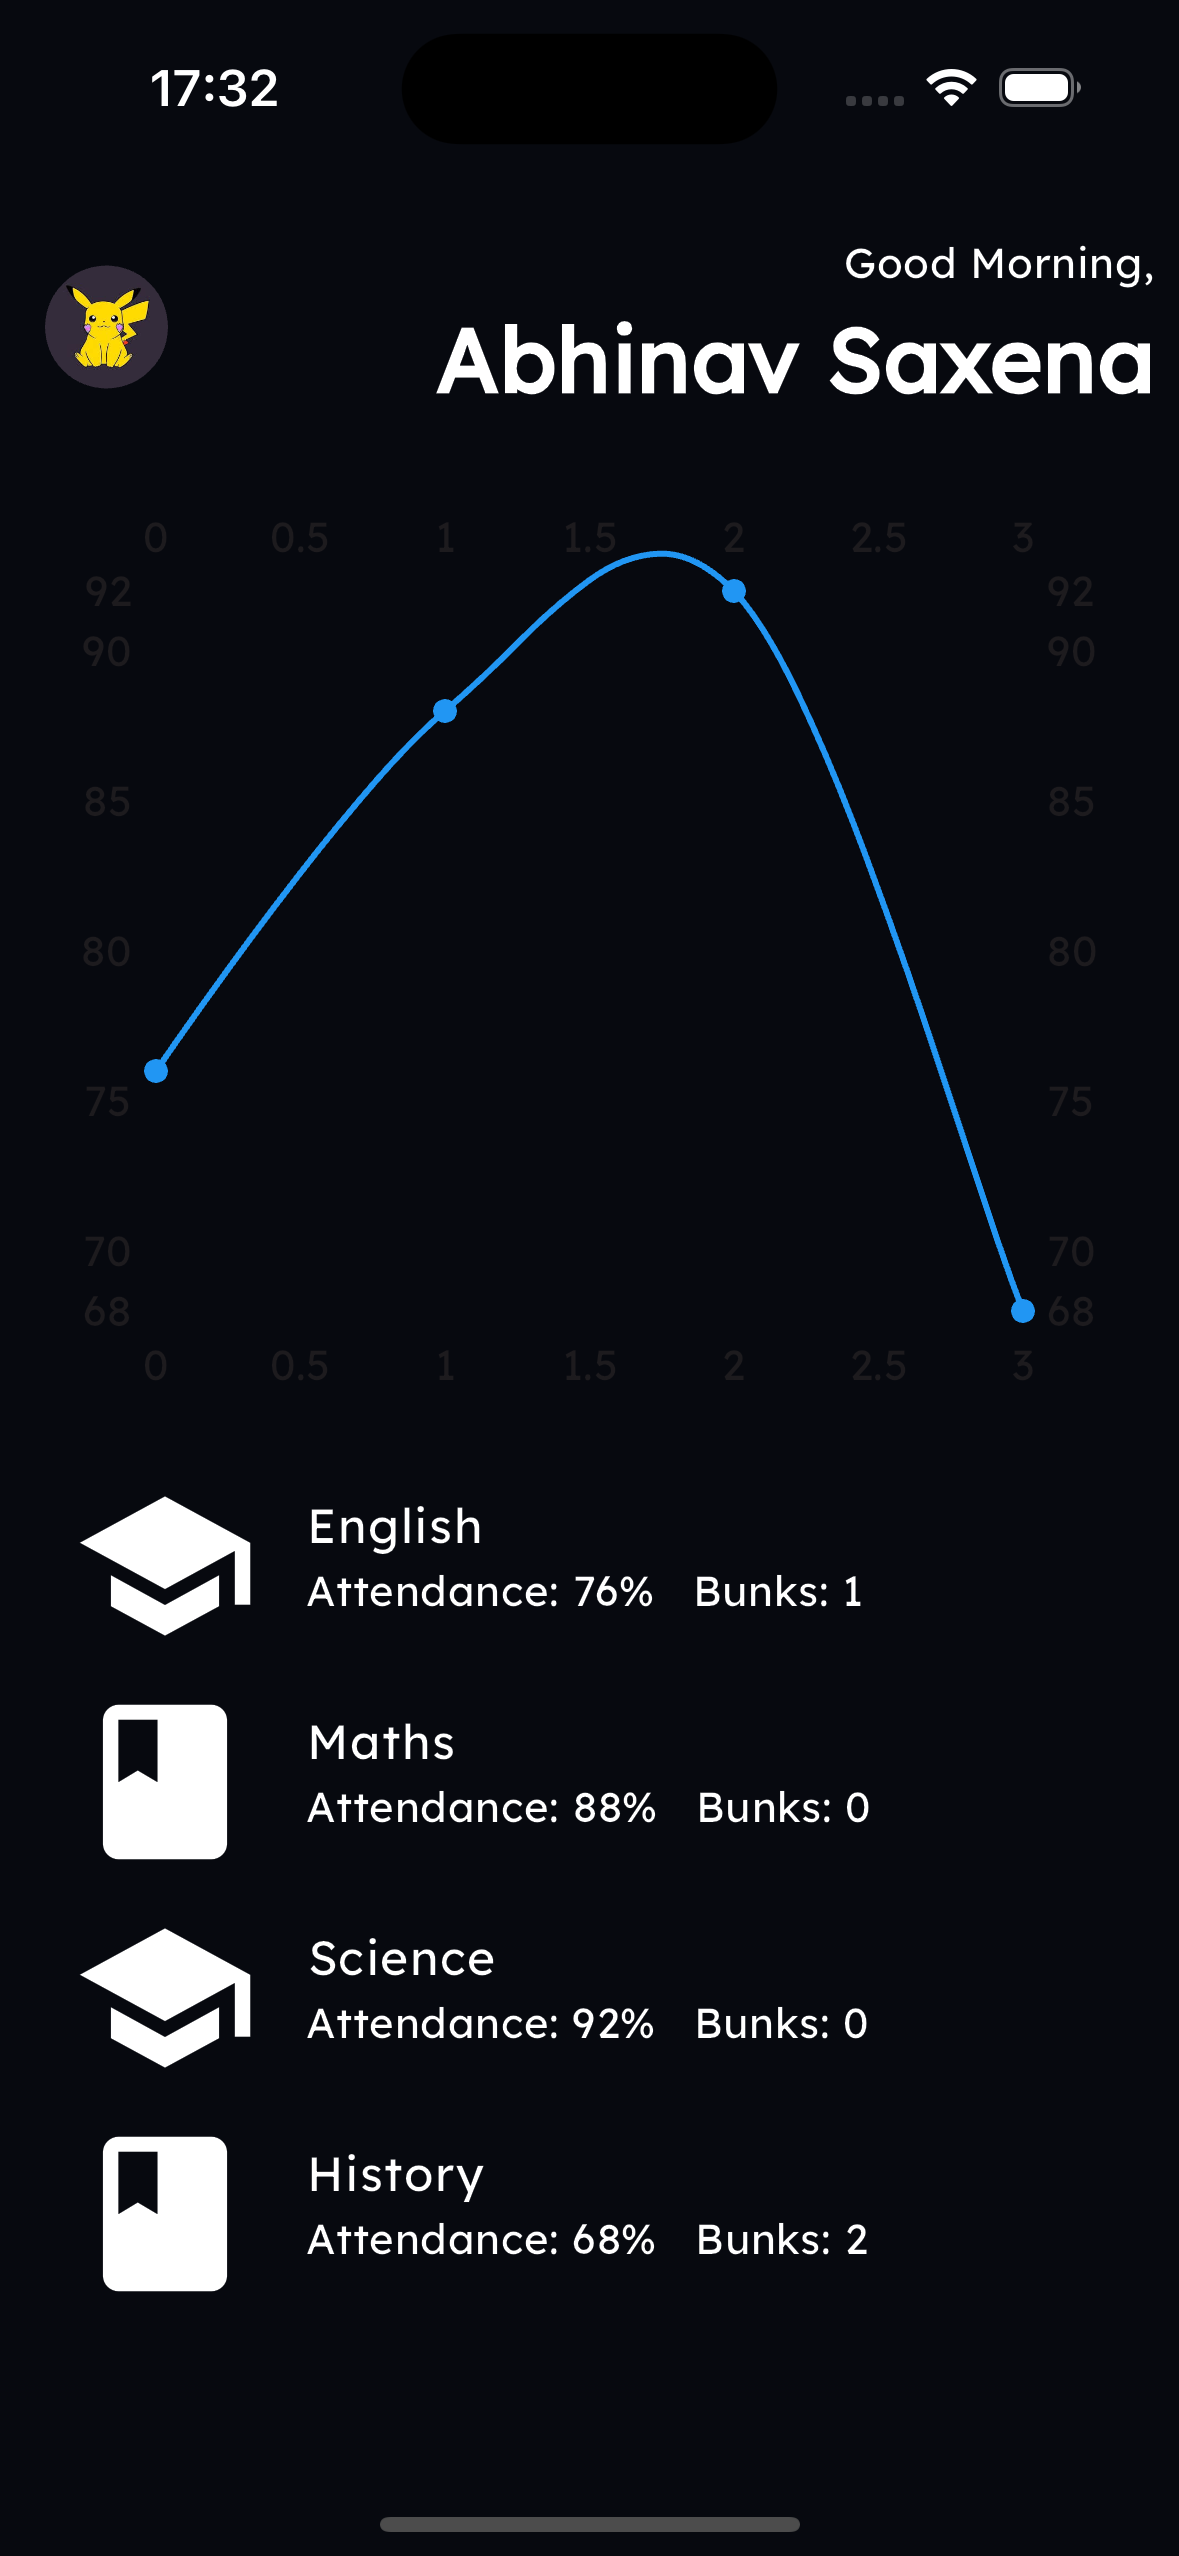 17:32
Good Morning,
Abhinav Saxena
0 0.5 1 1.5 2 2.5 3
92 92
90 90
85 85
80 80
75 75
70 70
68 68
0 0.5 1 1.5 2 2.5 3
English
Attendance: 76% Bunks: 1
Maths
Attendance: 88% Bunks: 0
Science
Attendance: 92% Bunks: 0
History
Attendance: 68% Bunks: 2